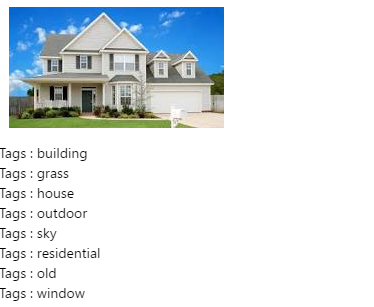 Tags : building
Tags : grass
Tags : house
Tags : outdoor
Tags : sky
Tags : residential
Tags : old
Tags : window